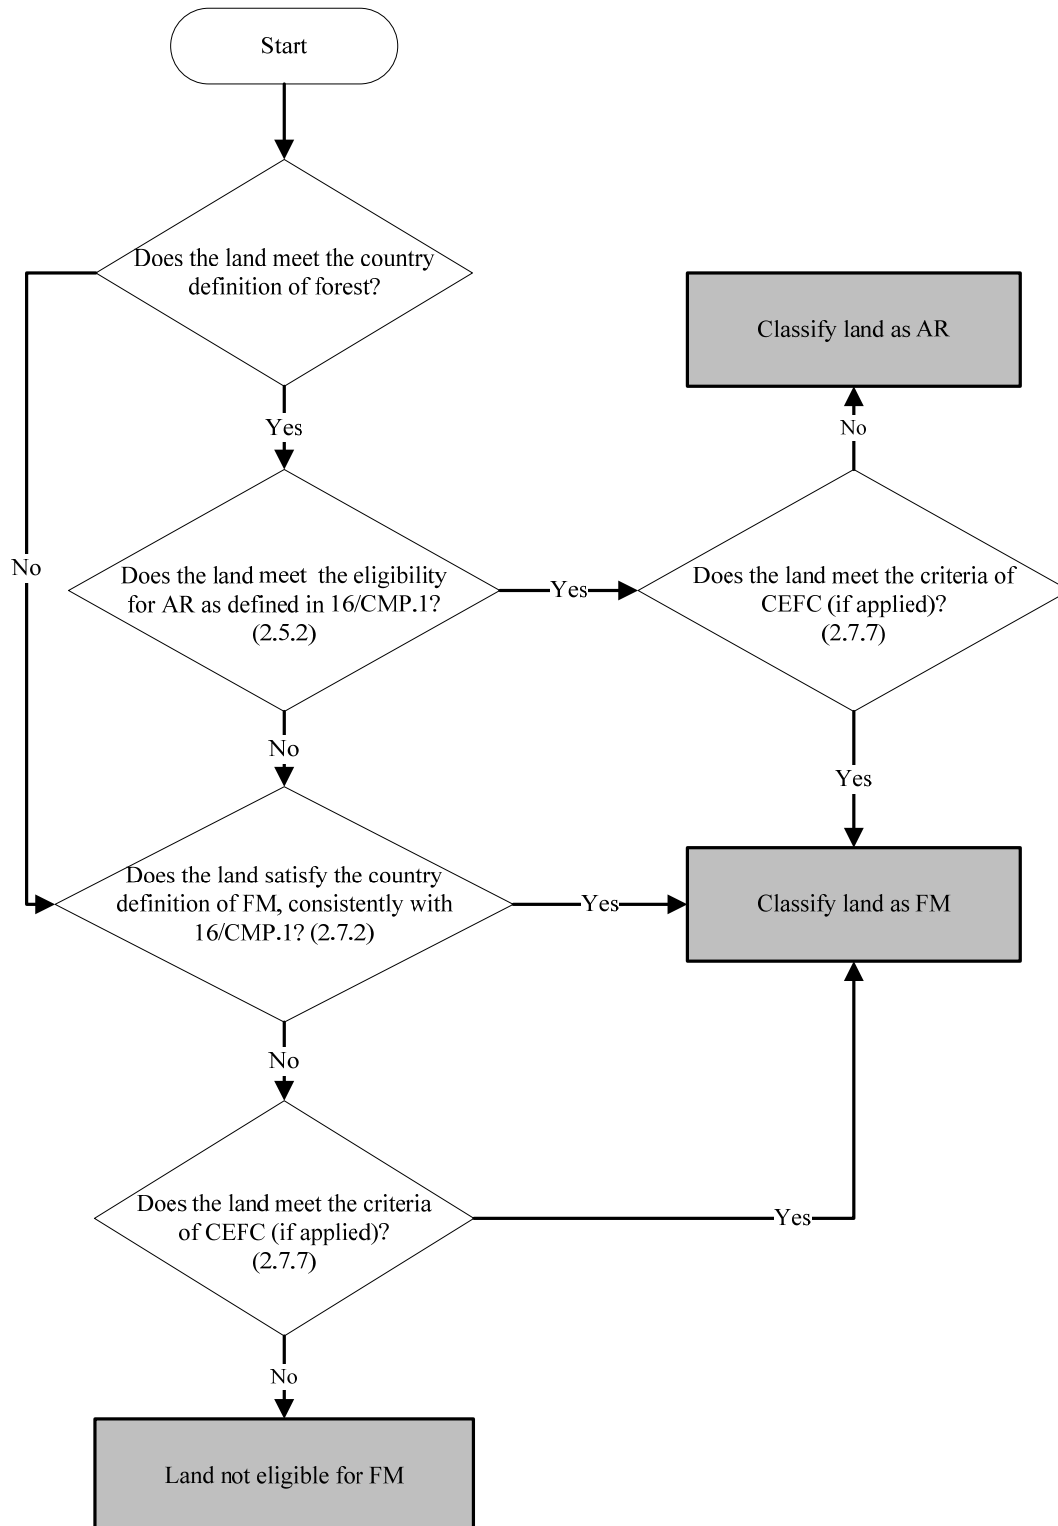 Start
Does the land meet the country
definition of forest?
Classify land as AR
Yes
No
No
Does the land meet the eligibility
for AR as defined in 16/CMP.1?
(2.5.2)
Yes
Does the land meet the criteria of
CEFC (if applied)?
(2.7.7)
No
Yes
Does the land satisfy the country
definition of FM, consistently with
16/CMP.1? (2.7.2)
Yes
Classify land as FM
No
Does the land meet the criteria
of CEFC (if applied)?
(2.7.7)
Yes
No
Land not eligible for FM